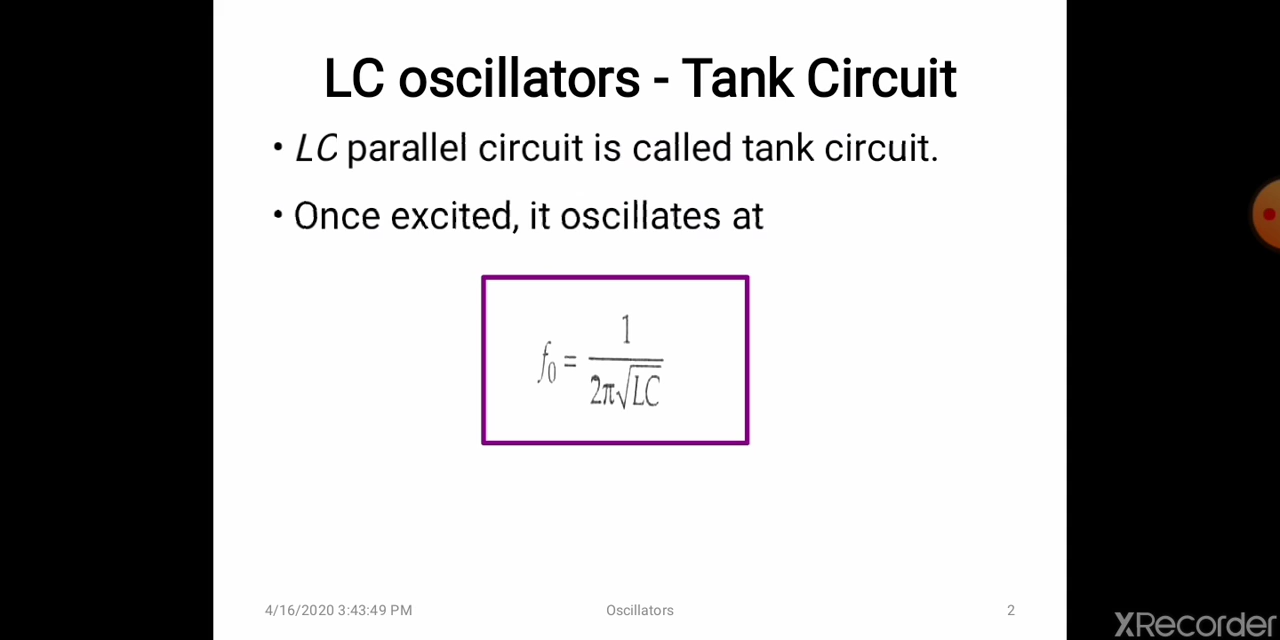 LC oscillators - Tank Circuit
• LC parallel circuit is called tank circuit.
• Once excited, it oscillates at
f₀ = 1 / 2π√LC
4/16/2020 3:43:49 PM Oscillators 2
XRecorder